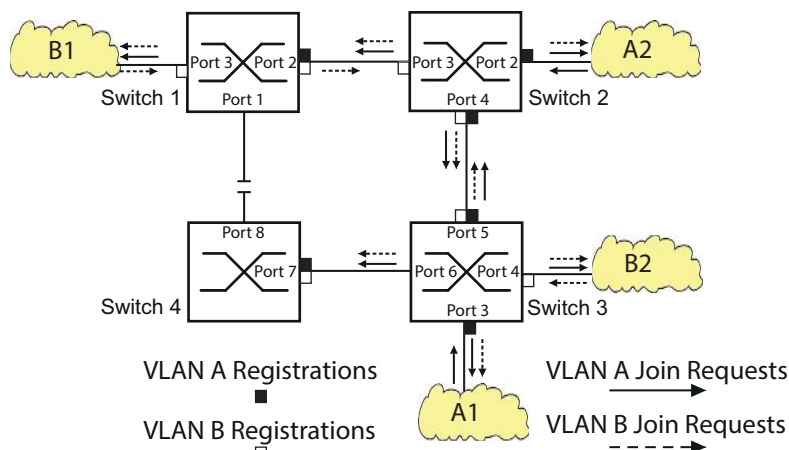 B1
Port 3 Port 2
Port 1
Switch 1
Port 3 Port 2
Port 4
Switch 2
A2
Port 8
Port 7
Switch 4
Port 5
Port 6 Port 4
Port 3
Switch 3
B2
A1
VLAN A Registrations
VLAN B Registrations
VLAN A Join Requests
VLAN B Join Requests